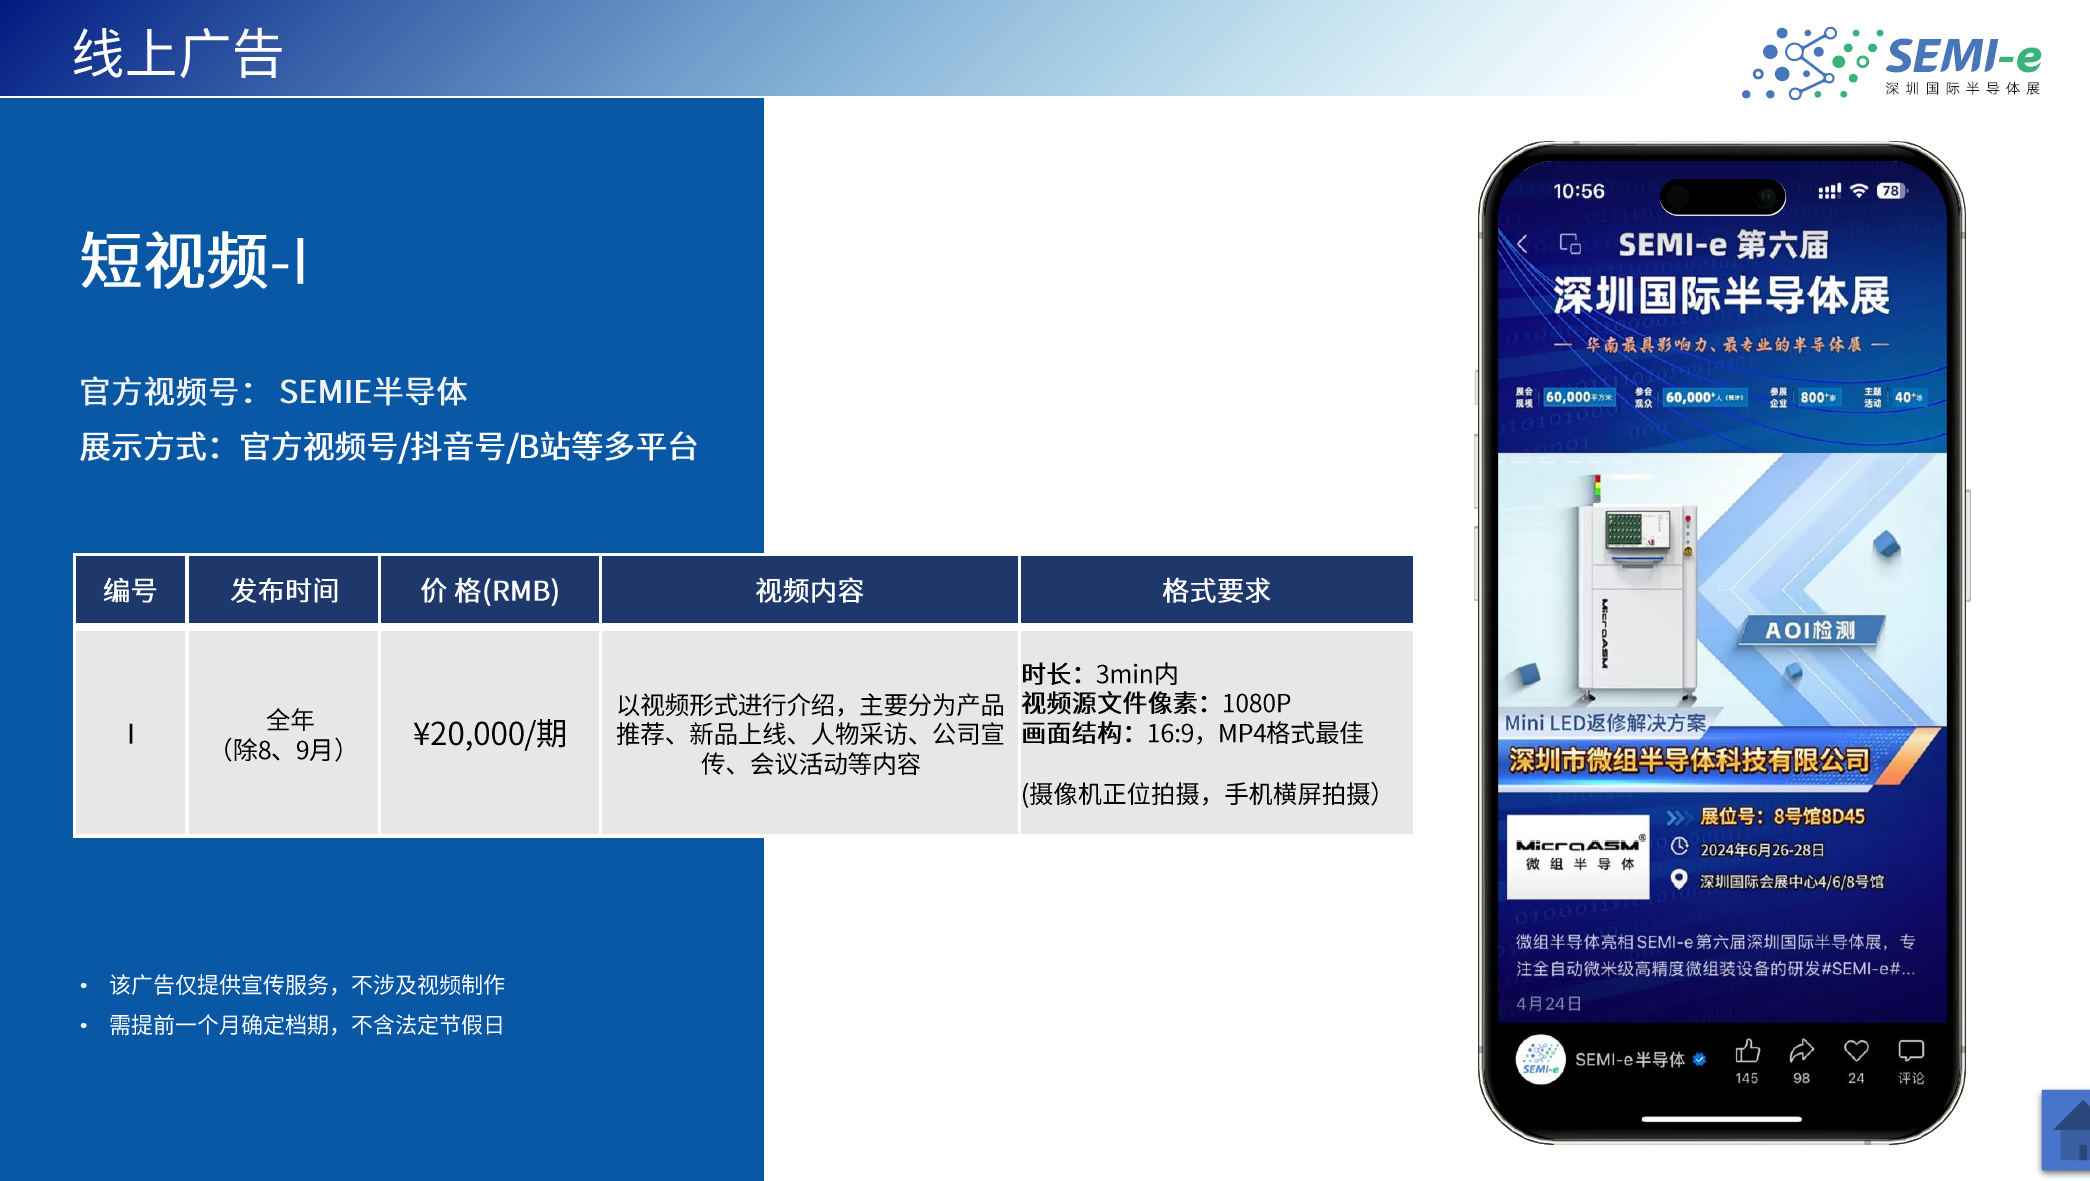 线上广告
SEMI-e
深圳国际半导体展
短视频-I
官方视频号： SEMIE半导体
展示方式：官方视频号/抖音号/B站等多平台
编号 发布时间 价 格(RMB) 视频内容 格式要求
I
全年
（除8、9月）
¥20,000/期
以视频形式进行介绍，主要分为产品
推荐、新品上线、人物采访、公司宣
传、会议活动等内容
时长：3min内
视频源文件像素：1080P
画面结构：16:9，MP4格式最佳
(摄像机正位拍摄，手机横屏拍摄）
• 该广告仅提供宣传服务，不涉及视频制作
• 需提前一个月确定档期，不含法定节假日
10:56
78
SEMI-e 第六届
深圳国际半导体展
— 华南最具影响力、最专业的半导体展 —
展会规模 60,000平方米 参会观众 60,000+人(预计) 参展企业 800+家 主题活动 40+场
MicroASM
AOI检测
Mini LED返修解决方案
深圳市微组半导体科技有限公司
MicroASM®
微组半导体
展位号：8号馆8D45
2024年6月26-28日
深圳国际会展中心4/6/8号馆
微组半导体亮相SEMI-e第六届深圳国际半导体展，专
注全自动微米级高精度微组装设备的研发#SEMI-e#...
4月24日
SEMI-e
SEMI-e半导体
145 98 24 评论